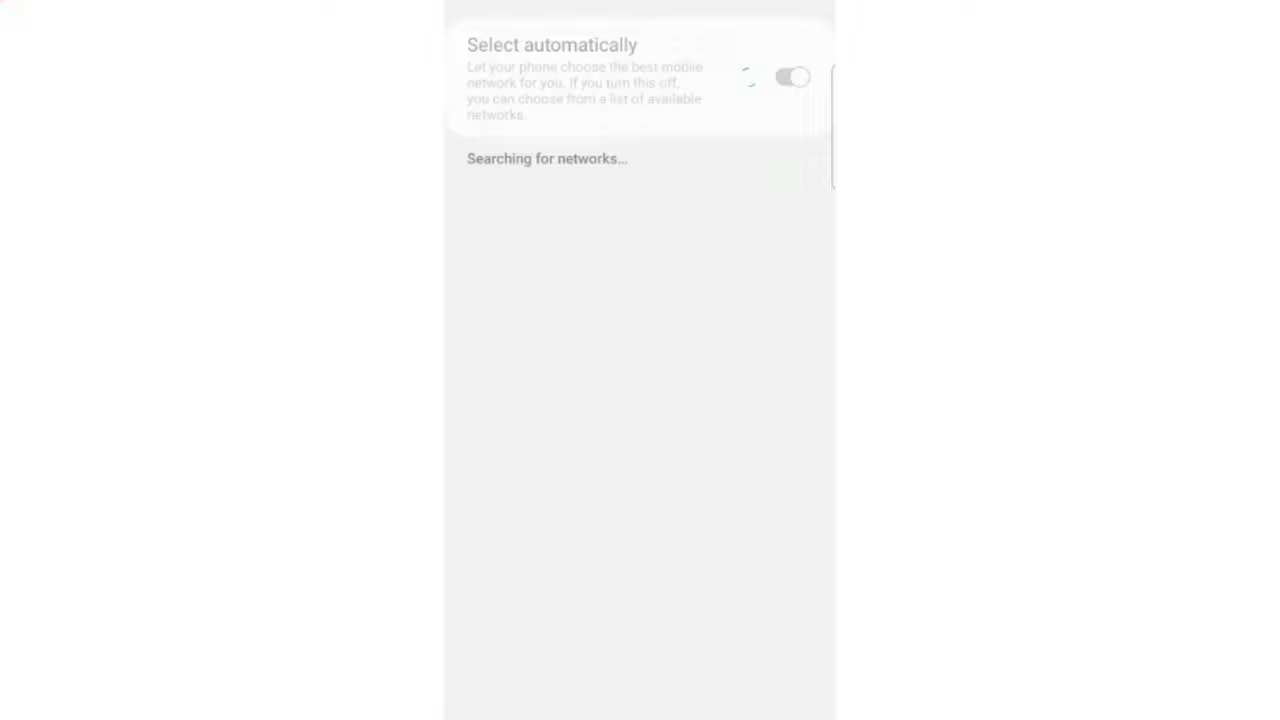 Select automatically
Let your phone choose the best mobile
network for you. If you turn this off,
you can choose from a list of available
networks.
Searching for networks...